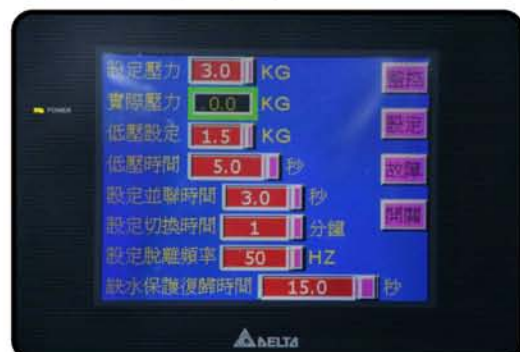 設定壓力 3.0 KG
實際壓力 0.0 KG
低壓設定 1.5 KG
低壓時間 5.0 秒
設定並聯時間 3.0 秒
設定切換時間 1 分鐘
設定脫離頻率 50 HZ
缺水保護復歸時間 15.0 秒
監控
設定
故障
開關
POWER
DELTA